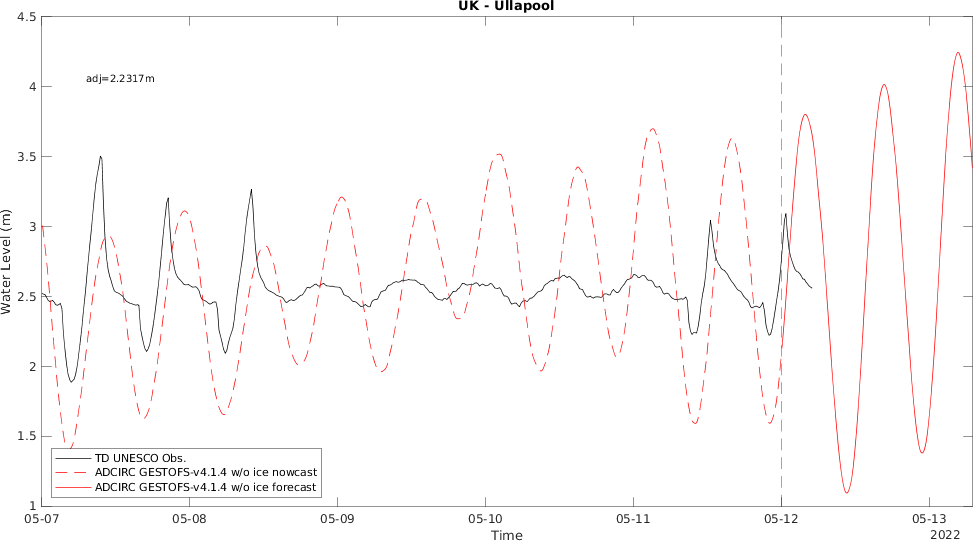 UK - Ullapool
4.5
4
3.5
3
2.5
2
1.5
1
Water Level (m)
adj=2.2317m
TD UNESCO Obs.
ADCIRC GESTOFS-v4.1.4 w/o ice nowcast
ADCIRC GESTOFS-v4.1.4 w/o ice forecast
05-07 05-08 05-09 05-10 05-11 05-12 05-13
Time
2022